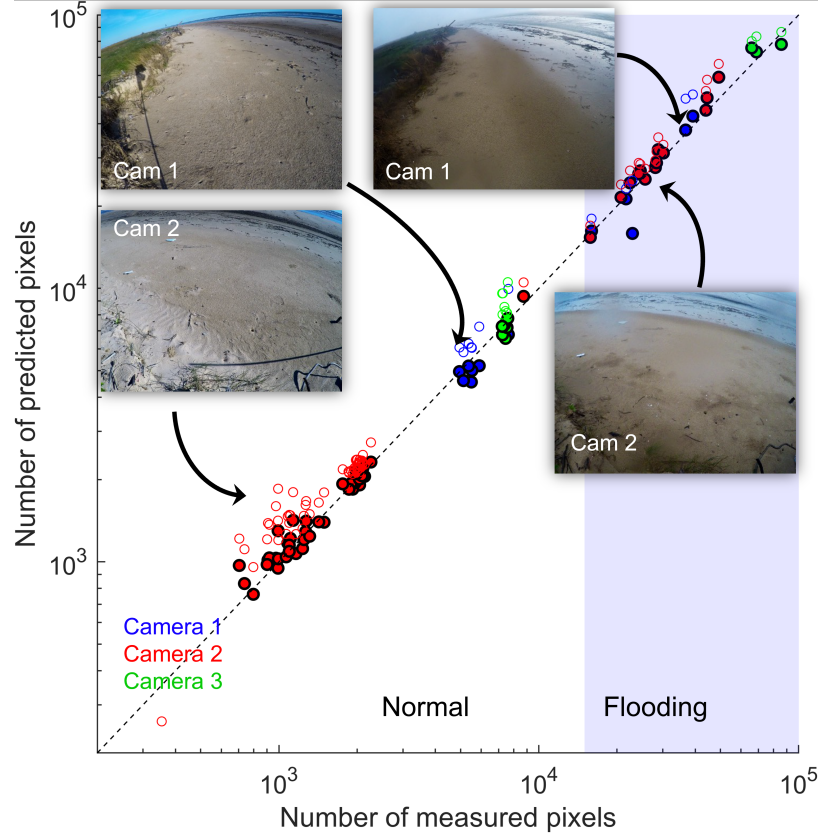 10^5
Cam 1
Cam 1
Cam 2
10^4
Cam 2
10^3
Number of predicted pixels
Camera 1
Camera 2
Camera 3
Normal
Flooding
10^3
10^4
10^5
Number of measured pixels